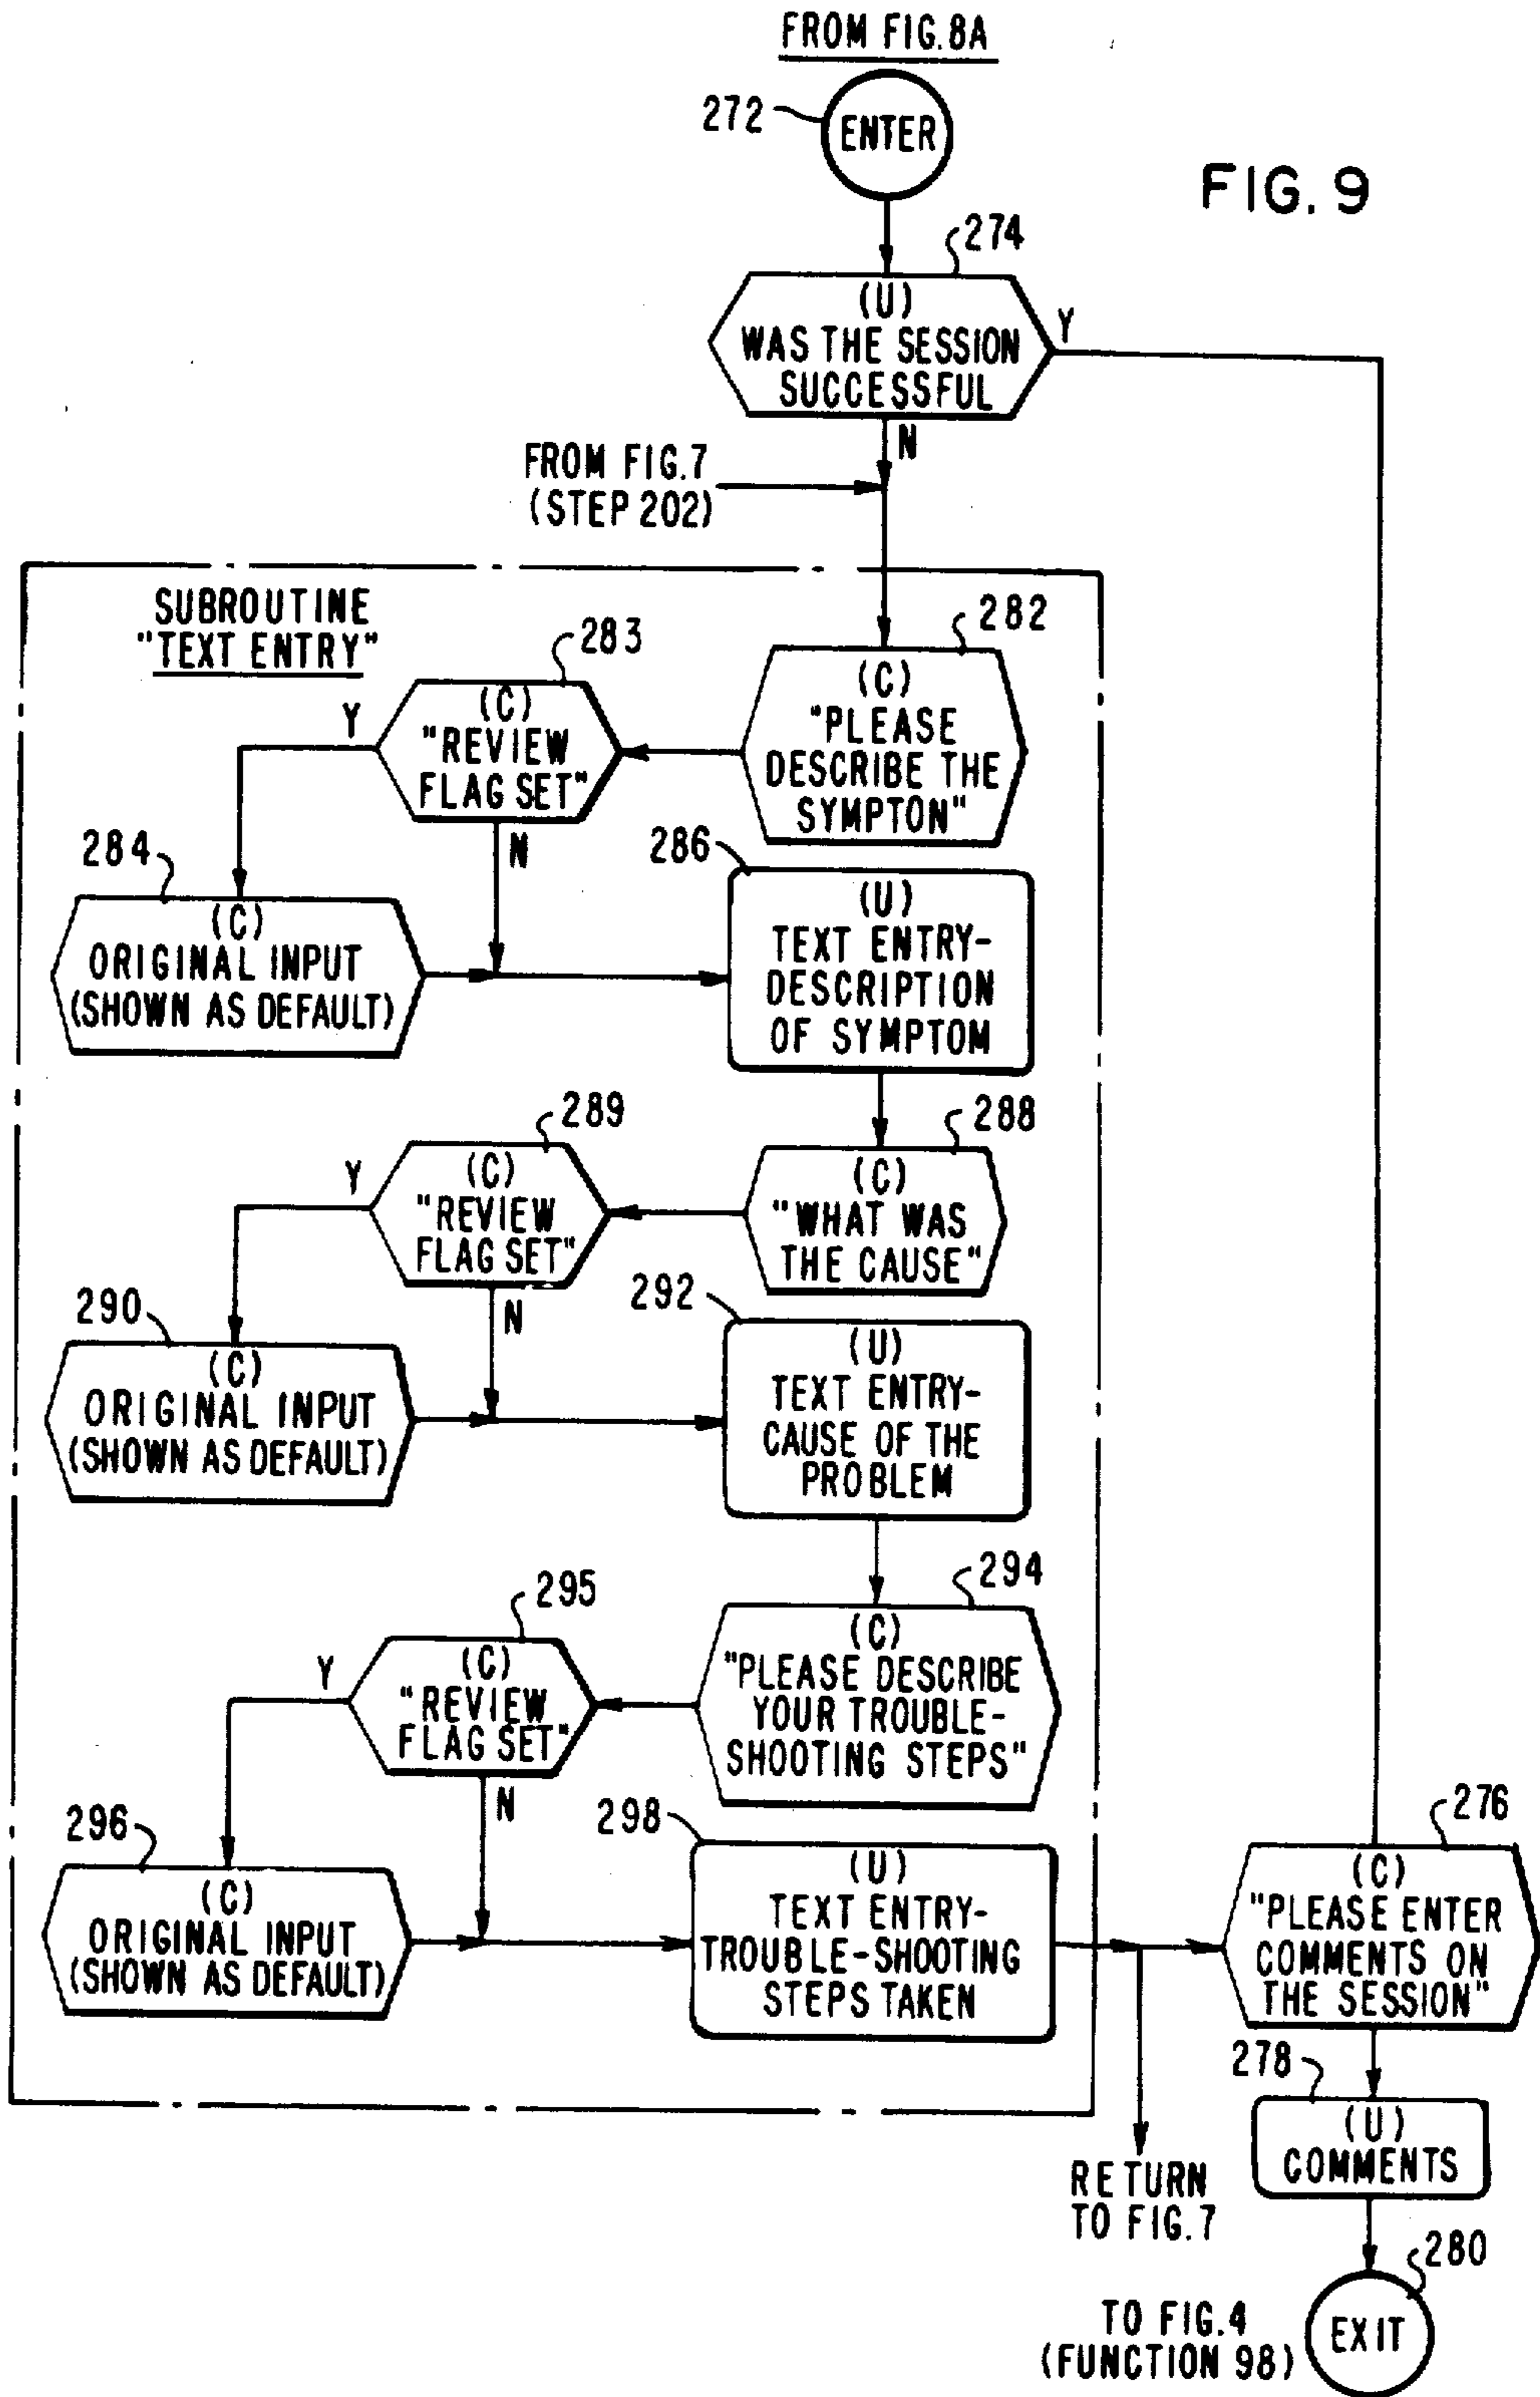 FROM FIG.8A
272
ENTER
FIG. 9
274
(U)
WAS THE SESSION
SUCCESSFUL
Y
N
FROM FIG.7
(STEP 202)
SUBROUTINE
"TEXT ENTRY"
282
(C)
"PLEASE
DESCRIBE THE
SYMPTON"
283
(C)
"REVIEW
FLAG SET"
Y
N
284
(C)
ORIGINAL INPUT
(SHOWN AS DEFAULT)
286
(U)
TEXT ENTRY-
DESCRIPTION
OF SYMPTOM
288
(C)
"WHAT WAS
THE CAUSE"
289
(C)
"REVIEW
FLAG SET"
Y
N
290
(C)
ORIGINAL INPUT
(SHOWN AS DEFAULT)
292
(U)
TEXT ENTRY-
CAUSE OF THE
PROBLEM
294
(C)
"PLEASE DESCRIBE
YOUR TROUBLE-
SHOOTING STEPS"
295
(C)
"REVIEW
FLAG SET"
Y
N
296
(C)
ORIGINAL INPUT
(SHOWN AS DEFAULT)
298
(U)
TEXT ENTRY-
TROUBLE-SHOOTING
STEPS TAKEN
276
(C)
"PLEASE ENTER
COMMENTS ON
THE SESSION"
278
(U)
COMMENTS
RETURN
TO FIG.7
280
EXIT
TO FIG.4
(FUNCTION 98)